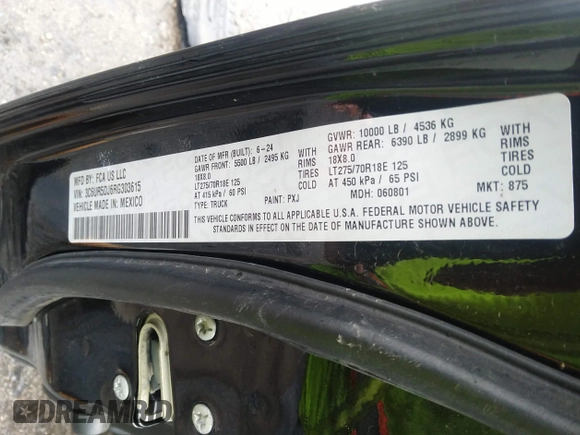 MFD BY: FCA US LLC
DATE OF MFR (BUILT): 6-24
GVWR: 10000 LB / 4536 KG
GAWR FRONT: 5500 LB / 2495 KG WITH
GAWR REAR: 6390 LB / 2899 KG WITH
18X8.0 TIRES
18X8.0 TIRES
LT275/70R18E 125 RIMS
LT275/70R18E 125 RIMS
AT 415 kPa / 60 PSI COLD
AT 450 kPa / 65 PSI COLD
VIN: 3C6UR5DJ6RG303615
TYPE: TRUCK
PAINT: PXJ
MDH: 060801
MKT: 875
VEHICLE MADE IN: MEXICO
THIS VEHICLE CONFORMS TO ALL APPLICABLE U.S.A. FEDERAL MOTOR VEHICLE SAFETY
STANDARDS IN EFFECT ON THE DATE OF MANUFACTURE SHOWN ABOVE.
DREAMBID